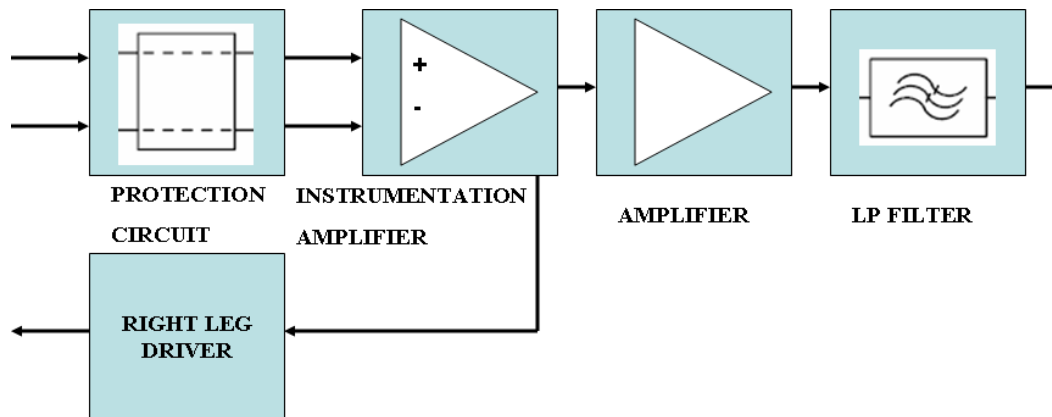 +
-
PROTECTION
CIRCUIT
INSTRUMENTATION
AMPLIFIER
AMPLIFIER
LP FILTER
RIGHT LEG
DRIVER